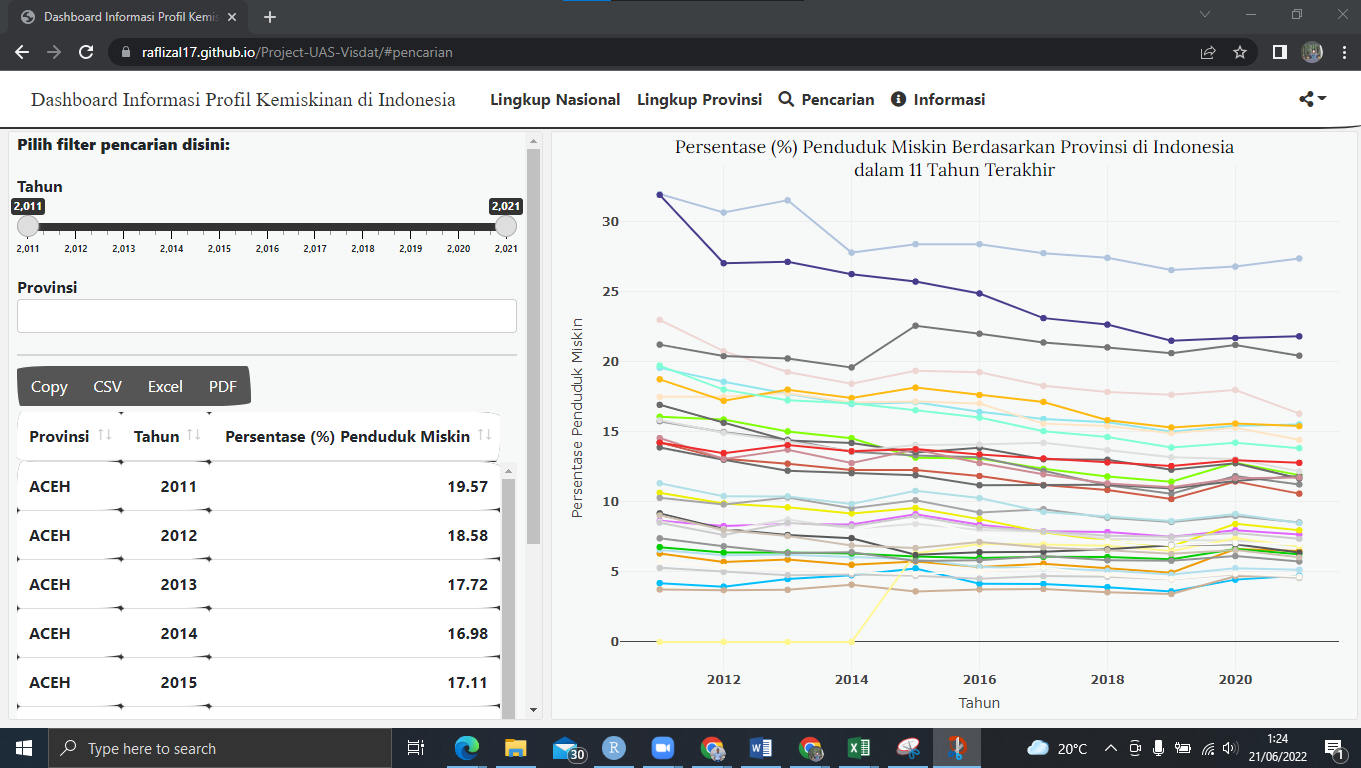 Dashboard Informasi Profil Kemis
raflizal17.github.io/Project-UAS-Visdat/#pencarian
Dashboard Informasi Profil Kemiskinan di Indonesia
Lingkup Nasional
Lingkup Provinsi
Pencarian
Informasi
Pilih filter pencarian disini:
Tahun
2,011
2,021
2,011 2,012 2,013 2,014 2,015 2,016 2,017 2,018 2,019 2,020 2,021
Provinsi
Copy CSV Excel PDF
Provinsi Tahun Persentase (%) Penduduk Miskin
ACEH 2011 19.57
ACEH 2012 18.58
ACEH 2013 17.72
ACEH 2014 16.98
ACEH 2015 17.11
Persentase (%) Penduduk Miskin Berdasarkan Provinsi di Indonesia
dalam 11 Tahun Terakhir
Persentase Penduduk Miskin
30
25
20
15
10
5
0
2012 2014 2016 2018 2020
Tahun
Type here to search
30
R
20°C
1:24
21/06/2022
1